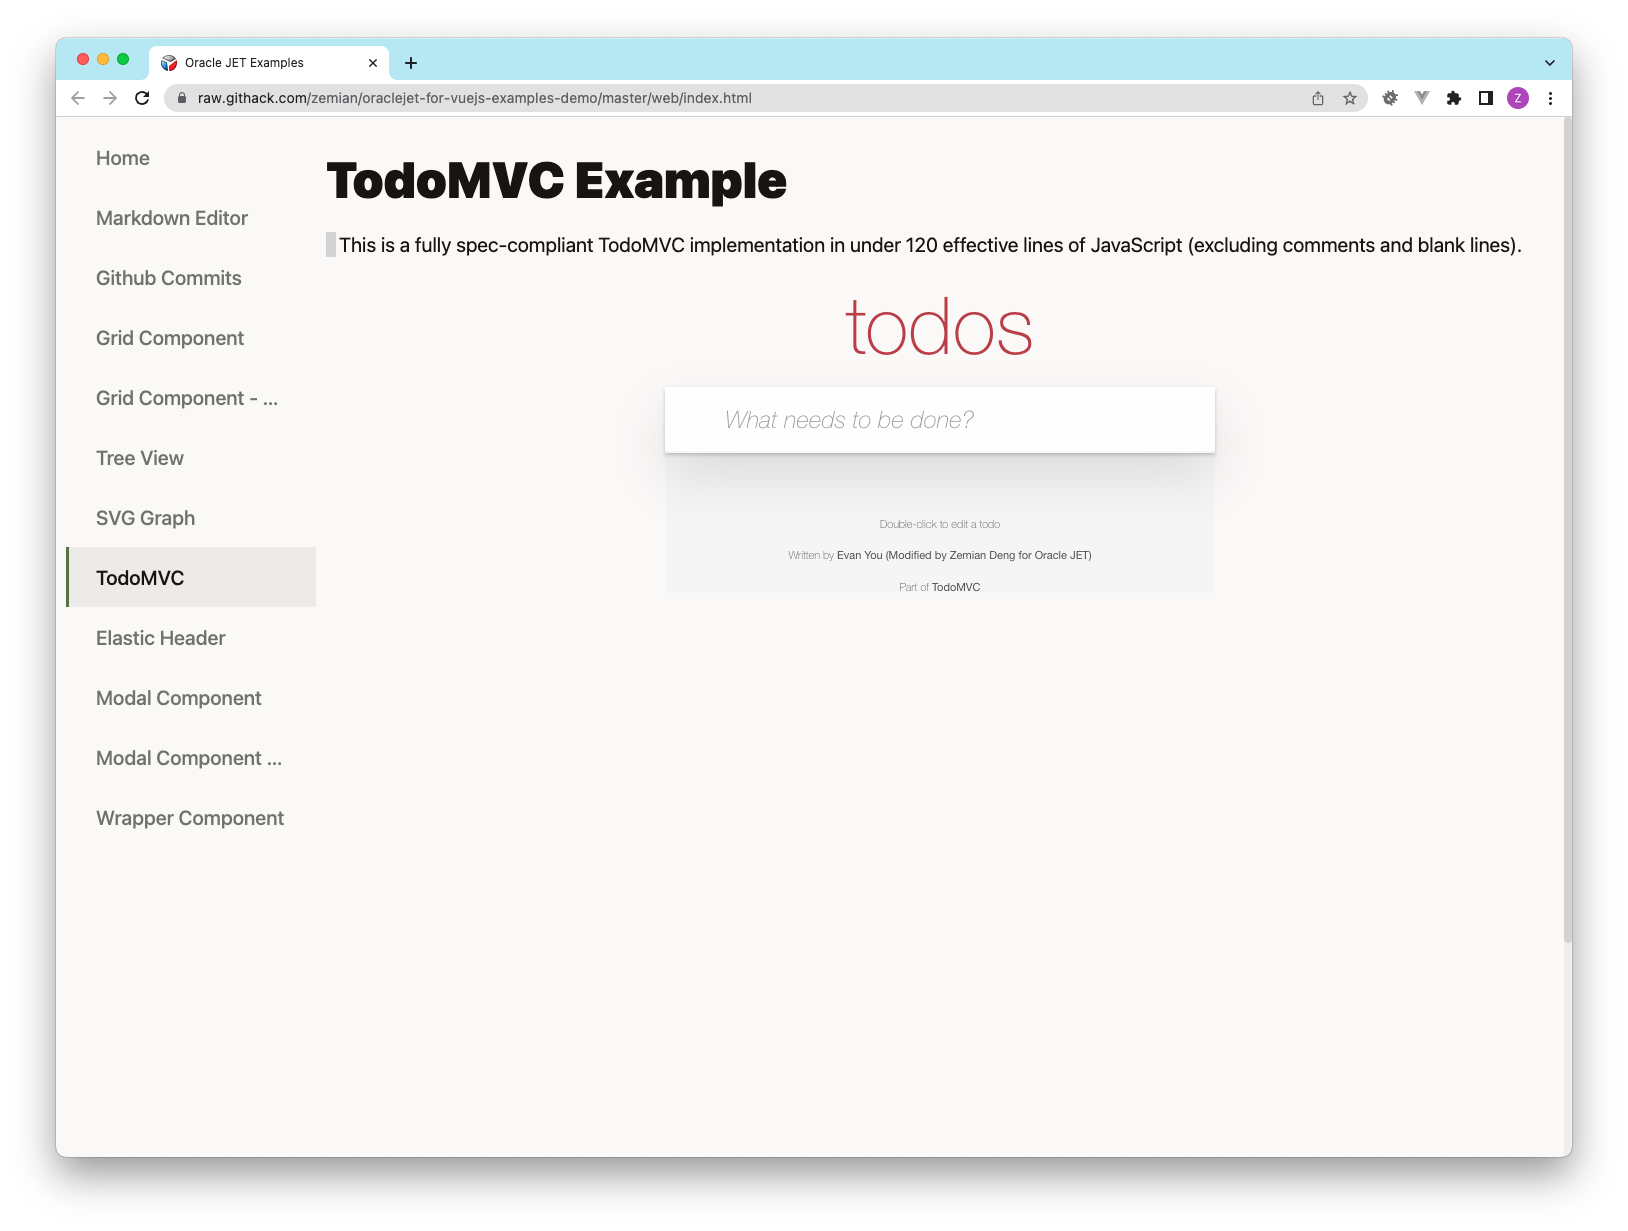 Oracle JET Examples
raw.githack.com/zemian/oraclejet-for-vuejs-examples-demo/master/web/index.html
Z
Home
Markdown Editor
Github Commits
Grid Component
Grid Component - ...
Tree View
SVG Graph
TodoMVC
Elastic Header
Modal Component
Modal Component ...
Wrapper Component
TodoMVC Example
This is a fully spec-compliant TodoMVC implementation in under 120 effective lines of JavaScript (excluding comments and blank lines).
todos
What needs to be done?
Double-click to edit a todo
Written by Evan You (Modified by Zemian Deng for Oracle JET)
Part of TodoMVC